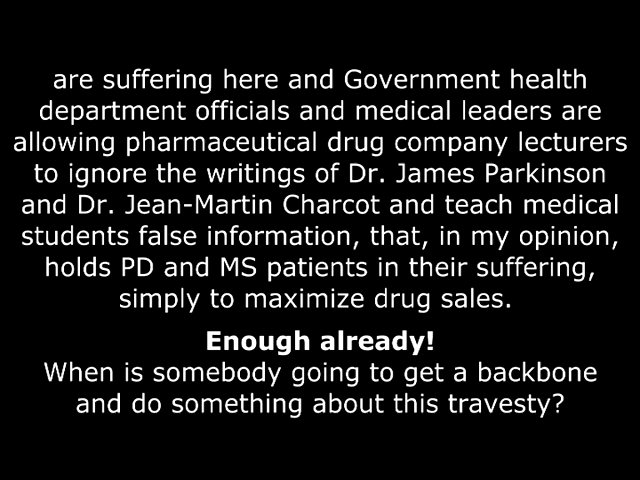 are suffering here and Government health
department officials and medical leaders are
allowing pharmaceutical drug company lecturers
to ignore the writings of Dr. James Parkinson
and Dr. Jean-Martin Charcot and teach medical
students false information, that, in my opinion,
holds PD and MS patients in their suffering,
simply to maximize drug sales.
Enough already!
When is somebody going to get a backbone
and do something about this travesty?